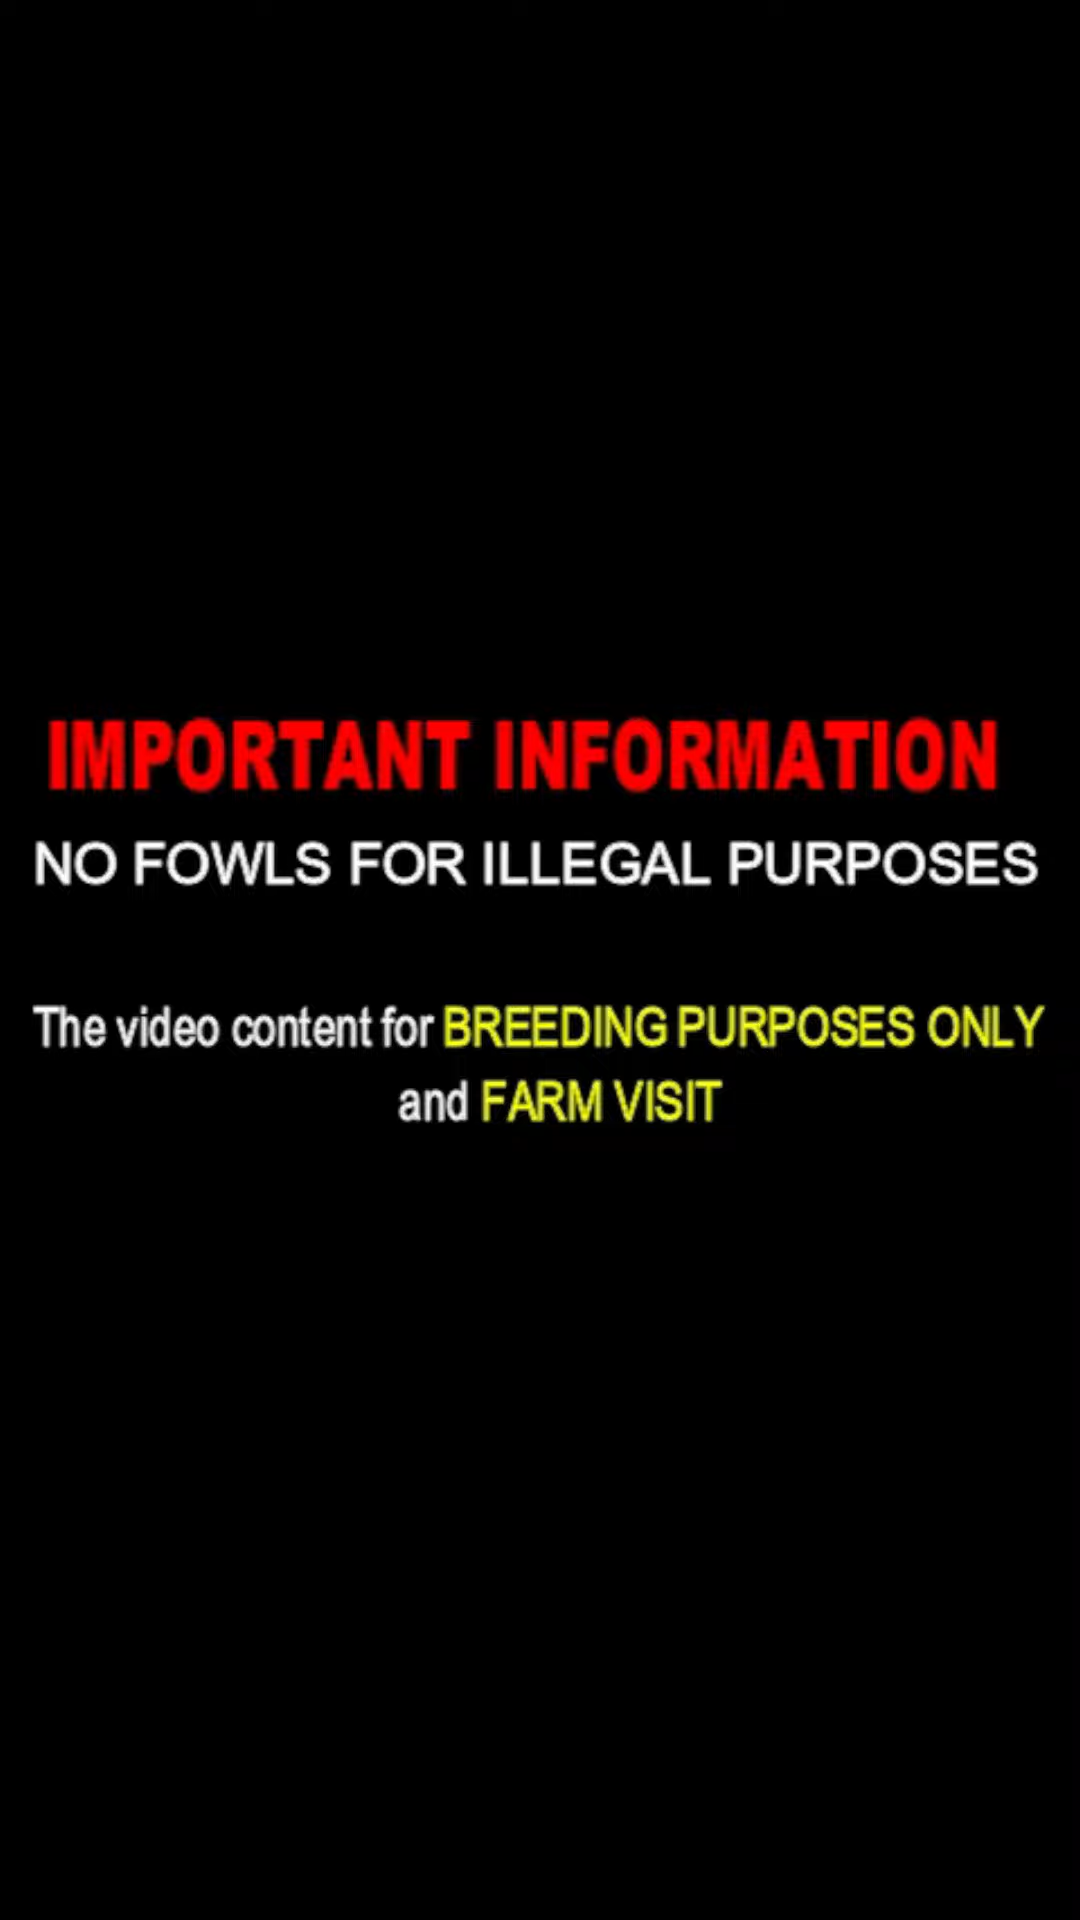 IMPORTANT INFORMATION
NO FOWLS FOR ILLEGAL PURPOSES
The video content for BREEDING PURPOSES ONLY
and FARM VISIT